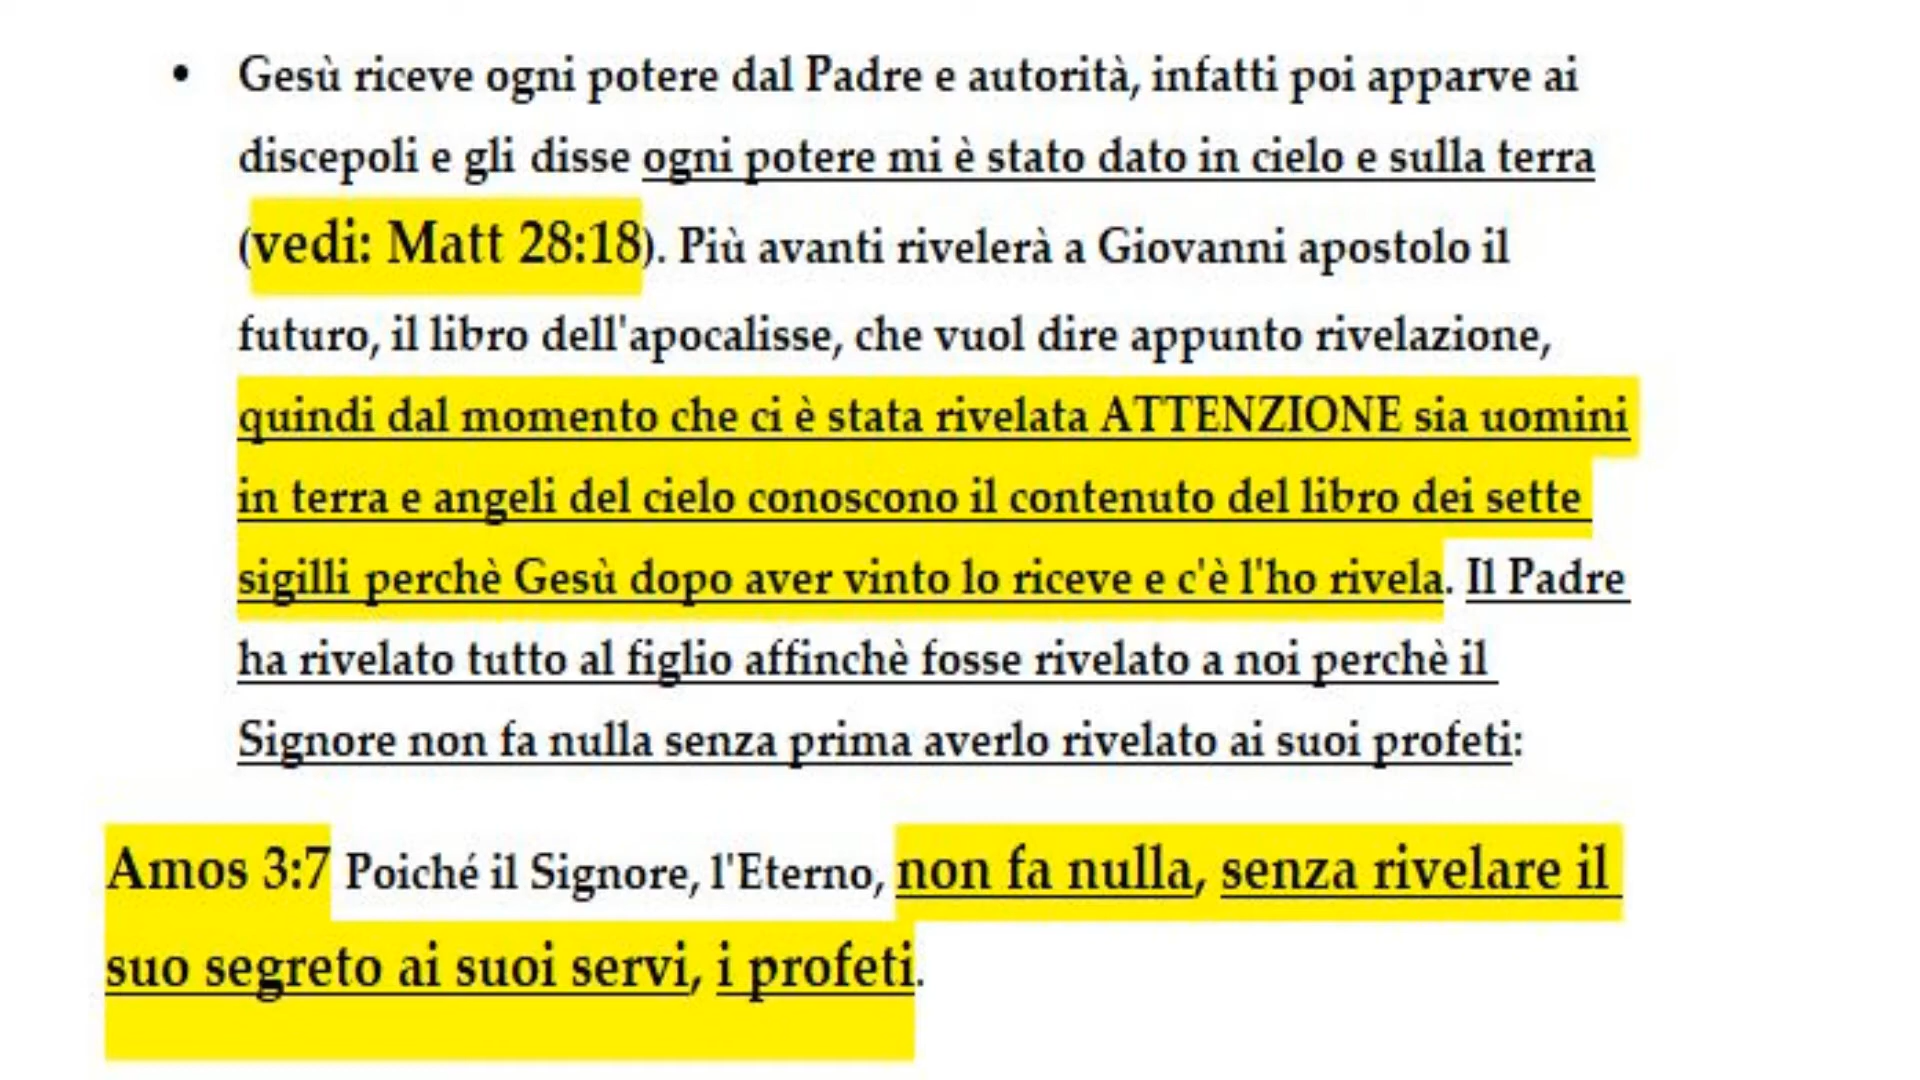 • Gesù riceve ogni potere dal Padre e autorità, infatti poi apparve ai
discepoli e gli disse ogni potere mi è stato dato in cielo e sulla terra
(vedi: Matt 28:18). Più avanti rivelerà a Giovanni apostolo il
futuro, il libro dell'apocalisse, che vuol dire appunto rivelazione,
quindi dal momento che ci è stata rivelata ATTENZIONE sia uomini
in terra e angeli del cielo conoscono il contenuto del libro dei sette
sigilli perchè Gesù dopo aver vinto lo riceve e c'è l'ho rivela. Il Padre
ha rivelato tutto al figlio affinchè fosse rivelato a noi perchè il
Signore non fa nulla senza prima averlo rivelato ai suoi profeti:
Amos 3:7 Poiché il Signore, l'Eterno, non fa nulla, senza rivelare il
suo segreto ai suoi servi, i profeti.